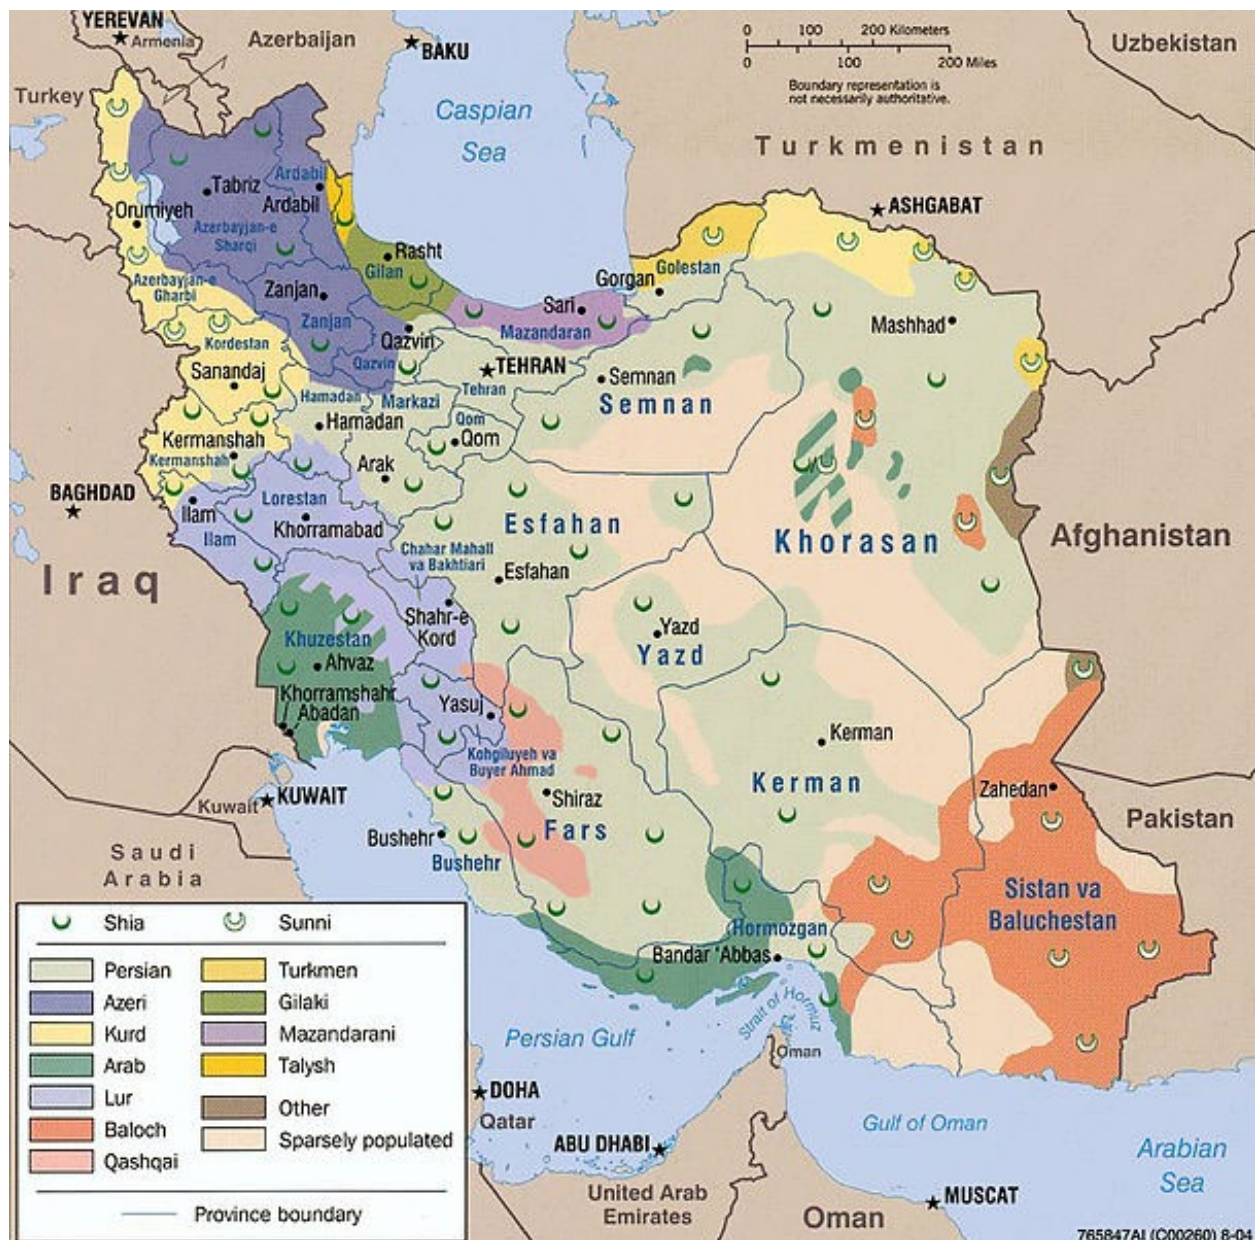 YEREVAN
Armenia
Azerbaijan
BAKU
0 100 200 Kilometers
0 100 200 Miles
Boundary representation is
not necessarily authoritative.
Uzbekistan
Turkey
Caspian
Sea
Turkmenistan
ASHGABAT
Tabriz
Ardabil
Ardabil
Orumiyeh
Azerbayjan-e
Sharqi
Rasht
Gilan
Azerbayjan-e
Gharbi
Zanjan
Zanjan
Gorgan
Golestan
Sari
Mazandaran
Mashhad
Kordestan
Qazvin
Qazvin
TEHRAN
Tehran
Semnan
Semnan
Sanandaj
Hamadan
Markazi
Hamadan
Qom
Qom
Kermanshah
Kermanshah
Arak
BAGHDAD
Ilam
Ilam
Lorestan
Khorramabad
Esfahan
Khorasan
Afghanistan
Iraq
Chahar Mahall
va Bakhtiari
Esfahan
Shahr-e
Kord
Khuzestan
Ahvaz
Yazd
Yazd
Khorramshahr
Abadan
Yasuj
Kohgiluyeh va
Buyer Ahmad
Kerman
Kerman
Zahedan
Kuwait
KUWAIT
Shiraz
Fars
Pakistan
Bushehr
Bushehr
Saudi
Arabia
Sistan va
Baluchestan
Hormozgan
Bandar 'Abbas
Shia
Sunni
Persian
Turkmen
Azeri
Gilaki
Kurd
Mazandarani
Arab
Talysh
Lur
Other
Baloch
Sparsely populated
Qashqai
Province boundary
Persian Gulf
Strait of Hormuz
Oman
DOHA
Qatar
ABU DHABI
Gulf of Oman
Arabian
Sea
United Arab
Emirates
Oman
MUSCAT
765847AI (C00260) 8-04